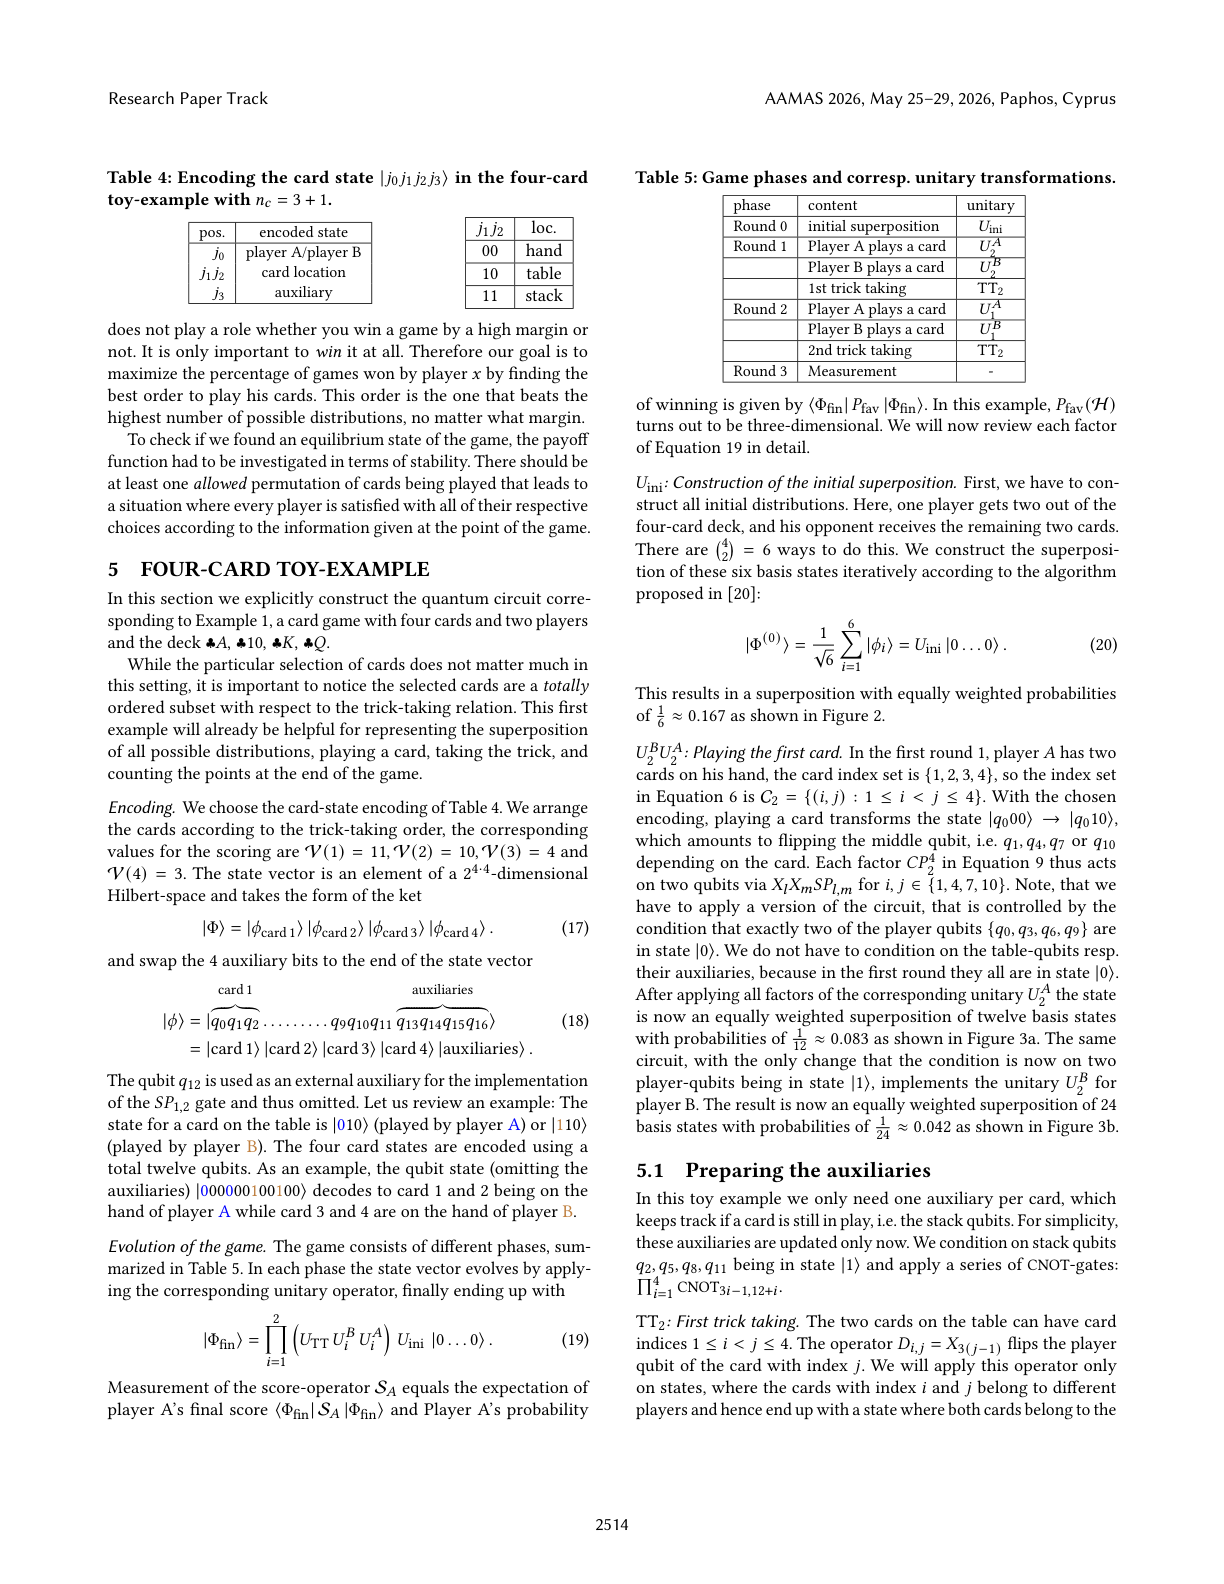 Research Paper Track
AAMAS 2026, May 25–29, 2026, Paphos, Cyprus
Table 4: Encoding the card state |j₀j₁j₂j₃⟩ in the four-card
toy-example with n_c = 3 + 1.
pos. encoded state
j₀ player A/player B
j₁j₂ card location
j₃ auxiliary
j₁j₂ loc.
00 hand
10 table
11 stack
does not play a role whether you win a game by a high margin or
not. It is only important to win it at all. Therefore our goal is to
maximize the percentage of games won by player x by finding the
best order to play his cards. This order is the one that beats the
highest number of possible distributions, no matter what margin.
To check if we found an equilibrium state of the game, the payoff
function had to be investigated in terms of stability. There should be
at least one allowed permutation of cards being played that leads to
a situation where every player is satisfied with all of their respective
choices according to the information given at the point of the game.
5 FOUR-CARD TOY-EXAMPLE
In this section we explicitly construct the quantum circuit corre-
sponding to Example 1, a card game with four cards and two players
and the deck ♣A, ♣10, ♣K, ♣Q.
While the particular selection of cards does not matter much in
this setting, it is important to notice the selected cards are a totally
ordered subset with respect to the trick-taking relation. This first
example will already be helpful for representing the superposition
of all possible distributions, playing a card, taking the trick, and
counting the points at the end of the game.
Encoding. We choose the card-state encoding of Table 4. We arrange
the cards according to the trick-taking order, the corresponding
values for the scoring are 𝒱(1) = 11, 𝒱(2) = 10, 𝒱(3) = 4 and
𝒱(4) = 3. The state vector is an element of a 2^{4·4}-dimensional
Hilbert-space and takes the form of the ket
|Φ⟩ = |ϕ_{card 1}⟩ |ϕ_{card 2}⟩ |ϕ_{card 3}⟩ |ϕ_{card 4}⟩ . (17)
and swap the 4 auxiliary bits to the end of the state vector
card 1 auxiliaries
|ϕ⟩ = |q₀q₁q₂ . . . . . . . . . q₉q₁₀q₁₁ q₁₃q₁₄q₁₅q₁₆⟩ (18)
= |card 1⟩ |card 2⟩ |card 3⟩ |card 4⟩ |auxiliaries⟩ .
The qubit q₁₂ is used as an external auxiliary for the implementation
of the SP₁,₂ gate and thus omitted. Let us review an example: The
state for a card on the table is |010⟩ (played by player A) or |110⟩
(played by player B). The four card states are encoded using a
total twelve qubits. As an example, the qubit state (omitting the
auxiliaries) |000000100100⟩ decodes to card 1 and 2 being on the
hand of player A while card 3 and 4 are on the hand of player B.
Evolution of the game. The game consists of different phases, sum-
marized in Table 5. In each phase the state vector evolves by apply-
ing the corresponding unitary operator, finally ending up with
|Φ_fin⟩ = ∏_{i=1}^{2} (U_TT U_i^B U_i^A) U_ini |0 . . . 0⟩ . (19)
Measurement of the score-operator 𝒮_A equals the expectation of
player A's final score ⟨Φ_fin| 𝒮_A |Φ_fin⟩ and Player A's probability
Table 5: Game phases and corresp. unitary transformations.
phase content unitary
Round 0 initial superposition U_ini
Round 1 Player A plays a card U_2^A
Player B plays a card U_2^B
1st trick taking TT₂
Round 2 Player A plays a card U_1^A
Player B plays a card U_1^B
2nd trick taking TT₂
Round 3 Measurement -
of winning is given by ⟨Φ_fin| P_fav |Φ_fin⟩. In this example, P_fav(ℋ)
turns out to be three-dimensional. We will now review each factor
of Equation 19 in detail.
U_ini: Construction of the initial superposition. First, we have to con-
struct all initial distributions. Here, one player gets two out of the
four-card deck, and his opponent receives the remaining two cards.
There are \binom{4}{2} = 6 ways to do this. We construct the superposi-
tion of these six basis states iteratively according to the algorithm
proposed in [20]:
|Φ^{(0)}⟩ = \frac{1}{√6} ∑_{i=1}^{6} |ϕ_i⟩ = U_ini |0 . . . 0⟩ . (20)
This results in a superposition with equally weighted probabilities
of 1/6 ≈ 0.167 as shown in Figure 2.
U_2^B U_2^A: Playing the first card. In the first round 1, player A has two
cards on his hand, the card index set is {1, 2, 3, 4}, so the index set
in Equation 6 is C₂ = {(i, j) : 1 ≤ i < j ≤ 4}. With the chosen
encoding, playing a card transforms the state |q₀00⟩ → |q₀10⟩,
which amounts to flipping the middle qubit, i.e. q₁, q₄, q₇ or q₁₀
depending on the card. Each factor CP_2^4 in Equation 9 thus acts
on two qubits via X_l X_m SP_{l,m} for i, j ∈ {1, 4, 7, 10}. Note, that we
have to apply a version of the circuit, that is controlled by the
condition that exactly two of the player qubits {q₀, q₃, q₆, q₉} are
in state |0⟩. We do not have to condition on the table-qubits resp.
their auxiliaries, because in the first round they all are in state |0⟩.
After applying all factors of the corresponding unitary U_2^A the state
is now an equally weighted superposition of twelve basis states
with probabilities of 1/12 ≈ 0.083 as shown in Figure 3a. The same
circuit, with the only change that the condition is now on two
player-qubits being in state |1⟩, implements the unitary U_2^B for
player B. The result is now an equally weighted superposition of 24
basis states with probabilities of 1/24 ≈ 0.042 as shown in Figure 3b.
5.1 Preparing the auxiliaries
In this toy example we only need one auxiliary per card, which
keeps track if a card is still in play, i.e. the stack qubits. For simplicity,
these auxiliaries are updated only now. We condition on stack qubits
q₂, q₅, q₈, q₁₁ being in state |1⟩ and apply a series of CNOT-gates:
∏_{i=1}^{4} CNOT_{3i−1,12+i}.
TT₂: First trick taking. The two cards on the table can have card
indices 1 ≤ i < j ≤ 4. The operator D_{i,j} = X_{3(j−1)} flips the player
qubit of the card with index j. We will apply this operator only
on states, where the cards with index i and j belong to different
players and hence end up with a state where both cards belong to the
2514